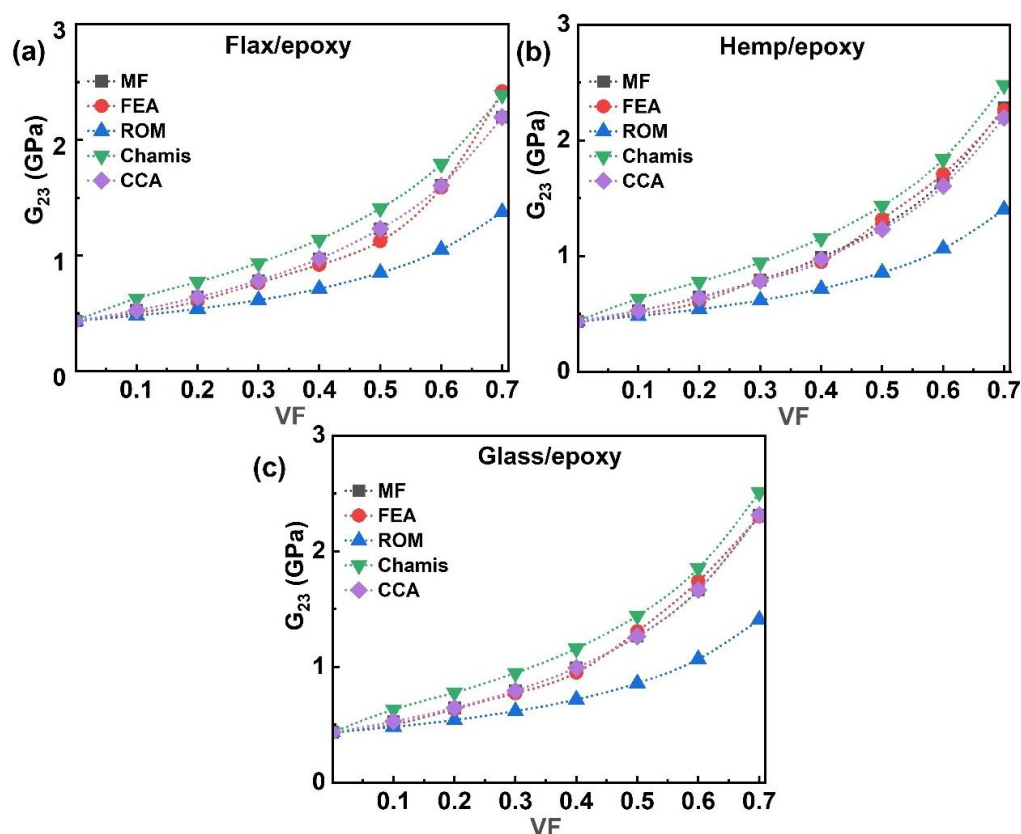 (a)
Flax/epoxy
MF
FEA
ROM
Chamis
CCA
G23 (GPa)
3
2
1
0
0.1 0.2 0.3 0.4 0.5 0.6 0.7
VF
(b)
Hemp/epoxy
MF
FEA
ROM
Chamis
CCA
G23 (GPa)
3
2
1
0
0.1 0.2 0.3 0.4 0.5 0.6 0.7
VF
(c)
Glass/epoxy
MF
FEA
ROM
Chamis
CCA
G23 (GPa)
3
2
1
0
0.1 0.2 0.3 0.4 0.5 0.6 0.7
VF